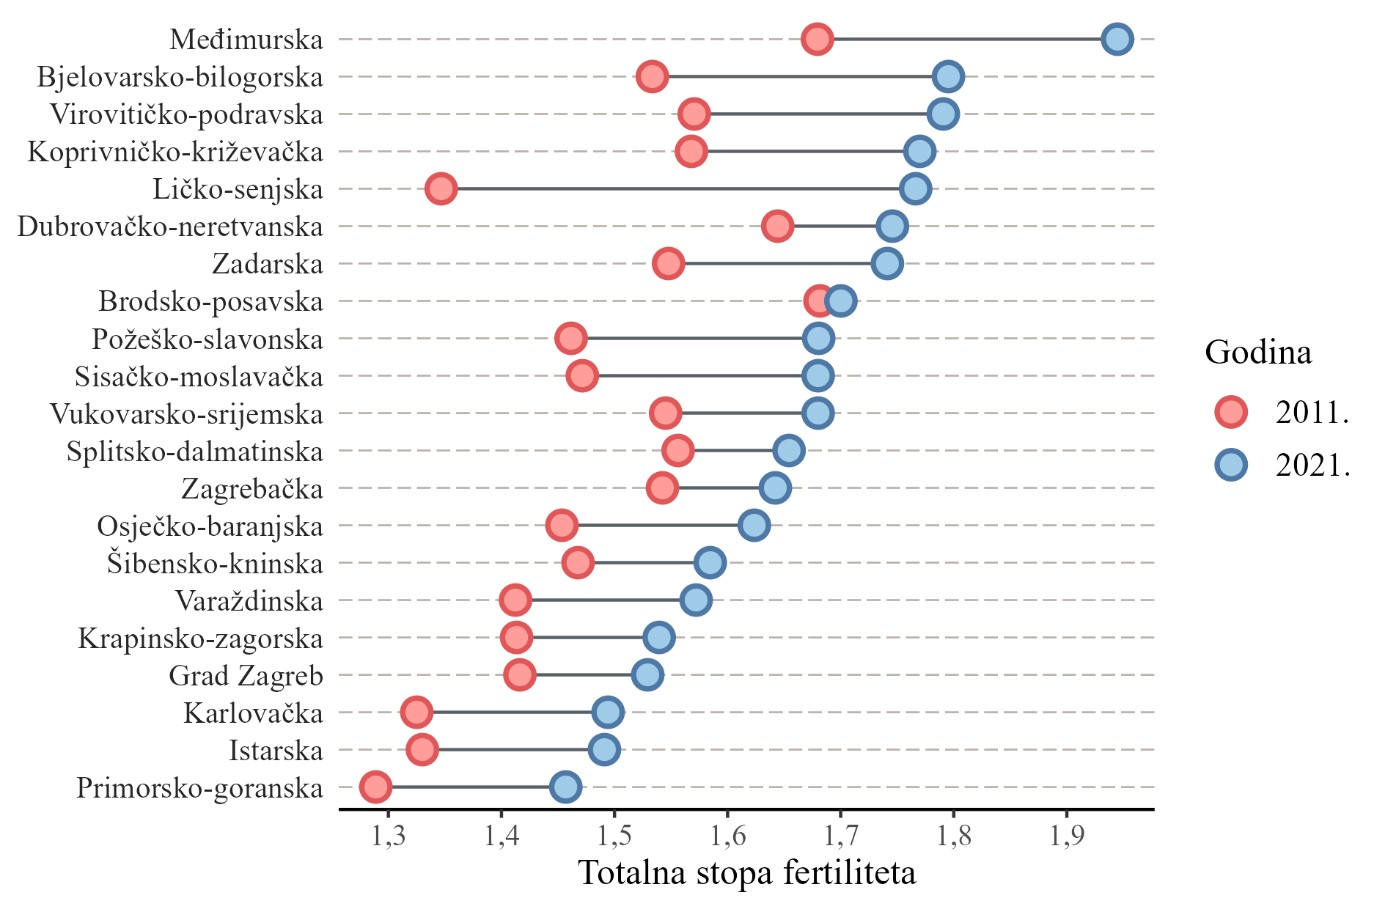 Međimurska
Bjelovarsko-bilogorska
Virovitičko-podravska
Koprivničko-križevačka
Ličko-senjska
Dubrovačko-neretvanska
Zadarska
Brodsko-posavska
Požeško-slavonska
Sisačko-moslavačka
Vukovarsko-srijemska
Splitsko-dalmatinska
Zagrebačka
Osječko-baranjska
Šibensko-kninska
Varaždinska
Krapinsko-zagorska
Grad Zagreb
Karlovačka
Istarska
Primorsko-goranska
1,3 1,4 1,5 1,6 1,7 1,8 1,9
Totalna stopa fertiliteta
Godina
2011.
2021.